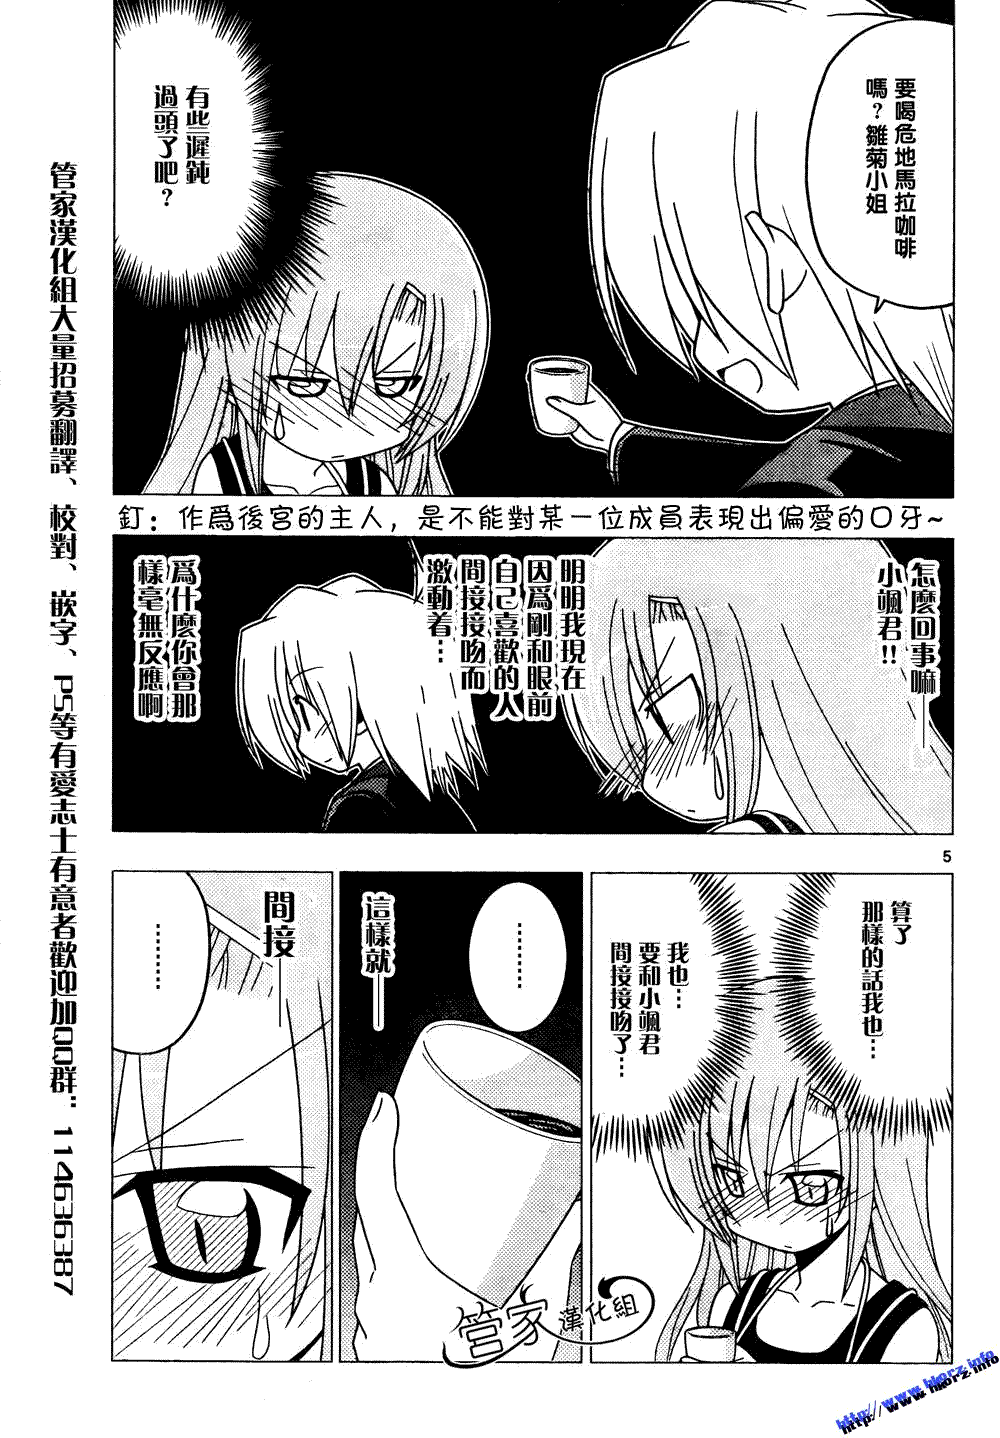 要喝危地馬拉咖啡
嗎？雛菊小姐
有些遲鈍
過頭了吧？
釘：作爲後宮的主人，是不能對某一位成員表現出偏愛的口牙~
怎麼回事嘛
小颯君!!
明明我現在
因爲剛和眼前
自己喜歡的人
間接接吻而
激動着…
爲什麼你會那
樣毫無反應啊
5
算了
那樣的話我也…
我也…
要和小颯君
間接接吻了…
………
這樣就——
間接——
………
管家漢化組大量招募翻譯、校對、嵌字、PS等有愛志士有意者歡迎加QQ群：114636387
管家漢化組
http://www.hkorz.info